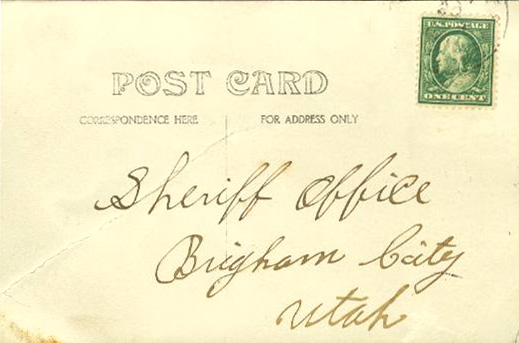 U.S. POSTAGE
ONE CENT
POST CARD
CORRESPONDENCE HERE
FOR ADDRESS ONLY
Sheriff Office
Brigham City
Utah